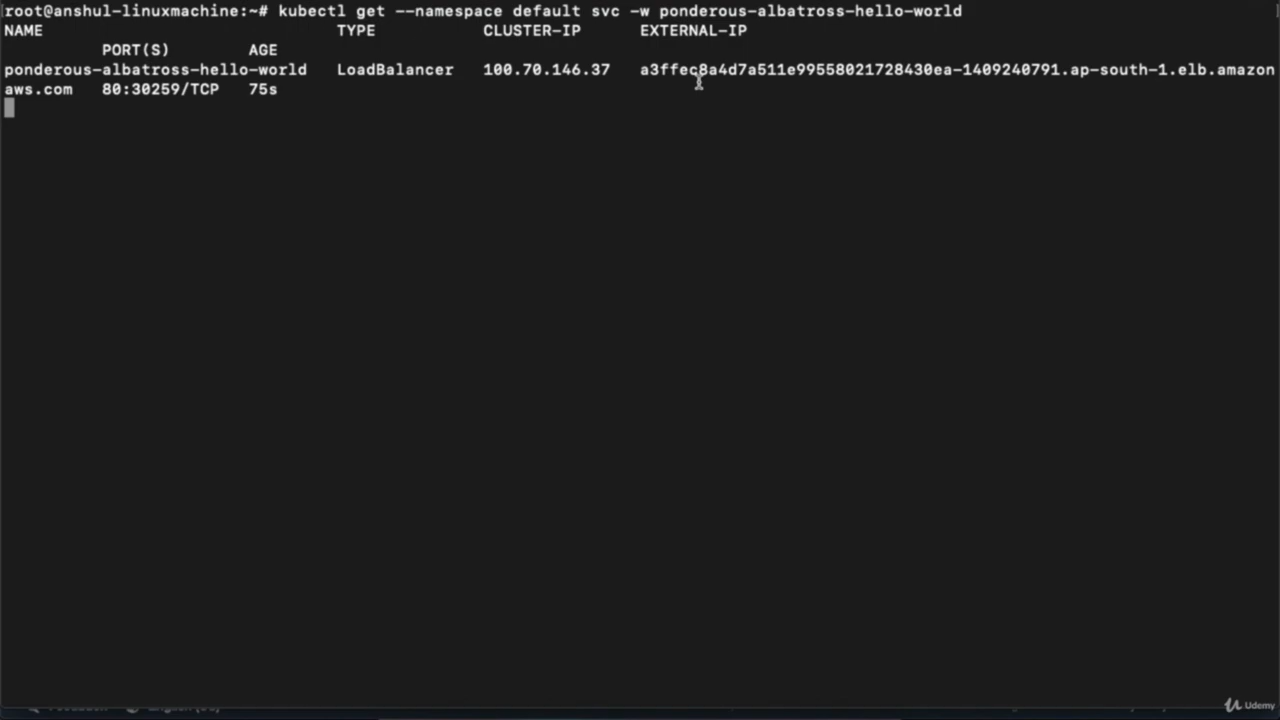 root@anshul-linuxmachine:~# kubectl get --namespace default svc -w ponderous-albatross-hello-world
NAME TYPE CLUSTER-IP EXTERNAL-IP
PORT(S) AGE
ponderous-albatross-hello-world LoadBalancer 100.70.146.37 a3ffec8a4d7a511e99558021728430ea-1409240791.ap-south-1.elb.amazon
aws.com 80:30259/TCP 75s
Udemy